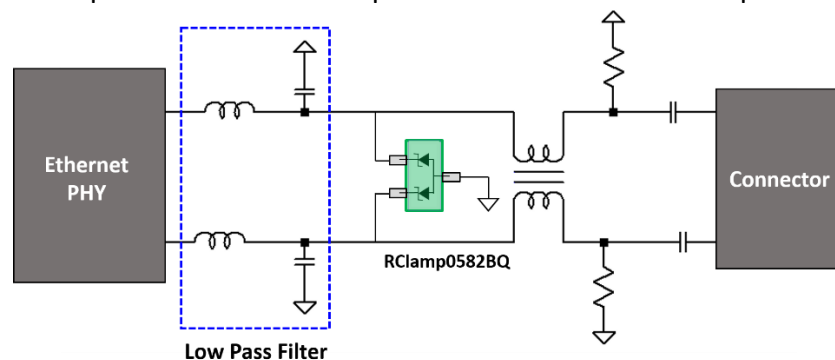 Ethernet
PHY
Connector
RClamp0582BQ
Low Pass Filter